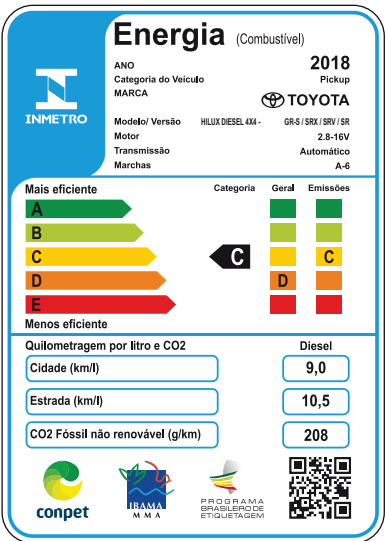 Energia (Combustível)
ANO 2018
Categoria do Veículo Pickup
MARCA TOYOTA
INMETRO
Modelo/ Versão HILUX DIESEL 4X4 - GR-S / SRX / SRV / SR
Motor 2.8-16V
Transmissão Automático
Marchas A-6
Mais eficiente Categoria Geral Emissões
A
B
C C C
D D
E
Menos eficiente
Quilometragem por litro e CO2 Diesel
Cidade (km/l) 9,0
Estrada (km/l) 10,5
CO2 Fóssil não renovável (g/km) 208
conpet
IBAMA
M M A
PROGRAMA
BRASILEIRO DE
ETIQUETAGEM